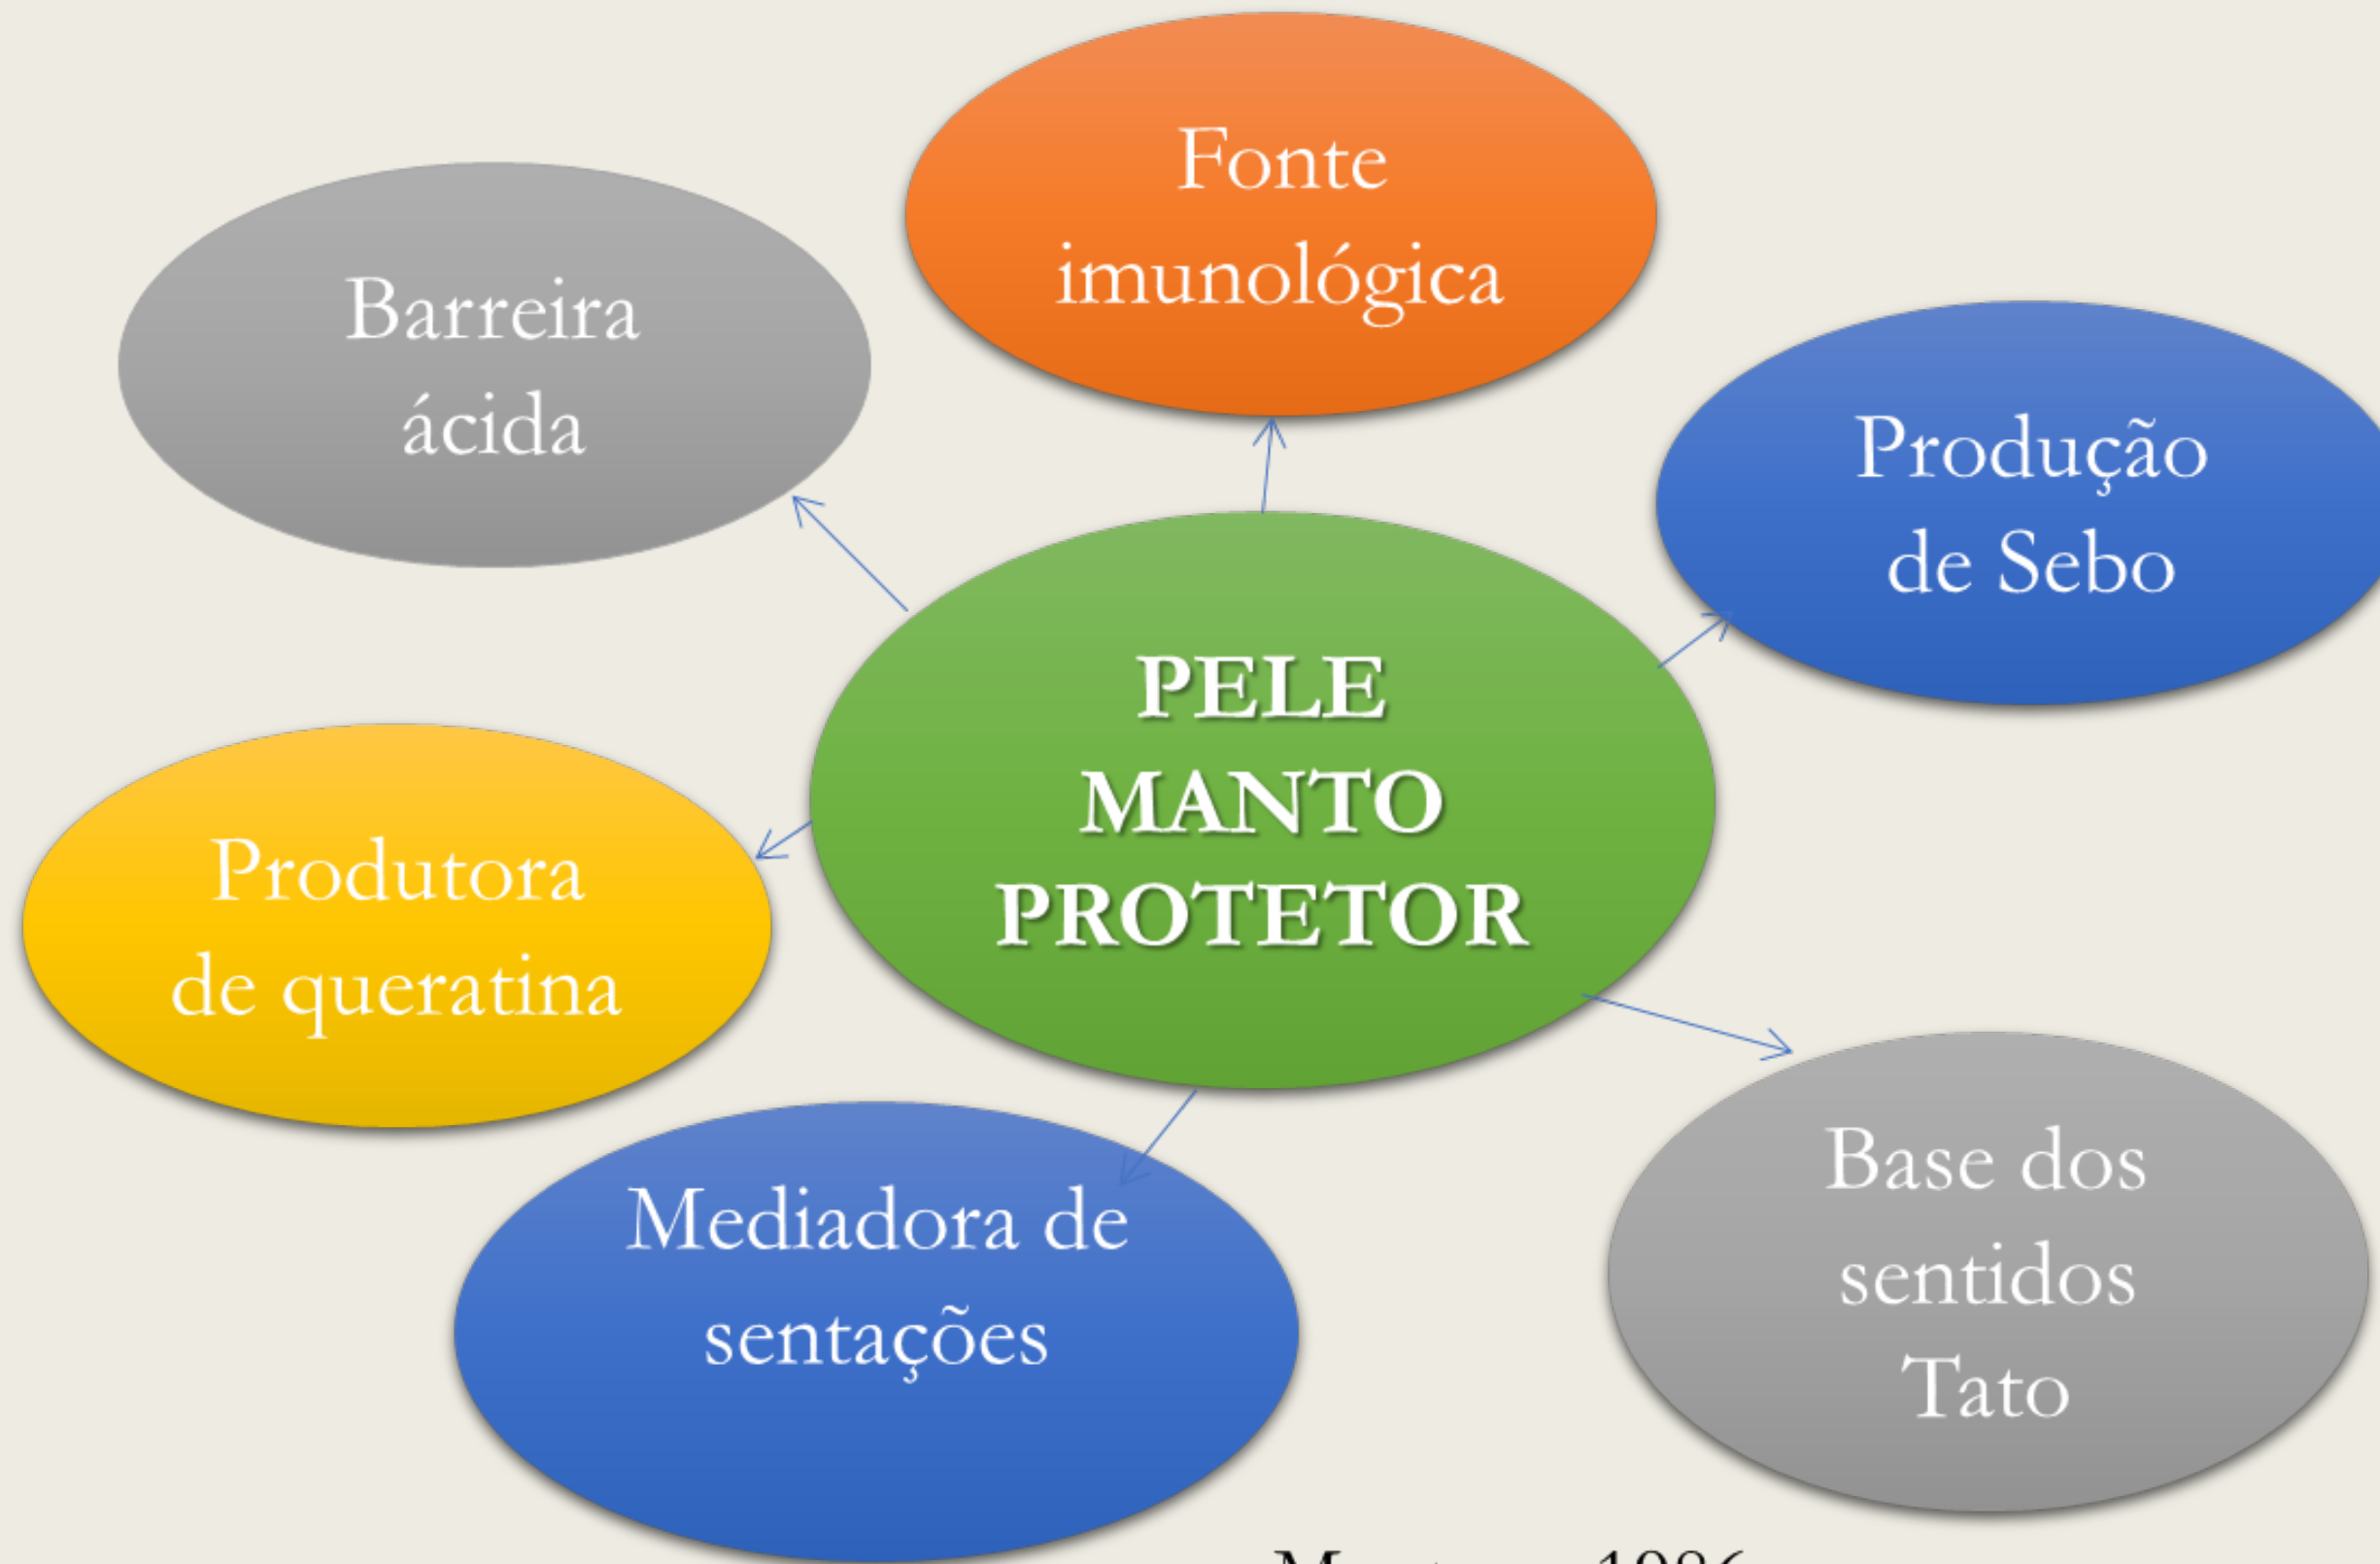 Fonte
imunológica
Barreira
ácida
Produção
de Sebo
PELE
MANTO
PROTETOR
Produtora
de queratina
Mediadora de
sentações
Base dos
sentidos
Tato